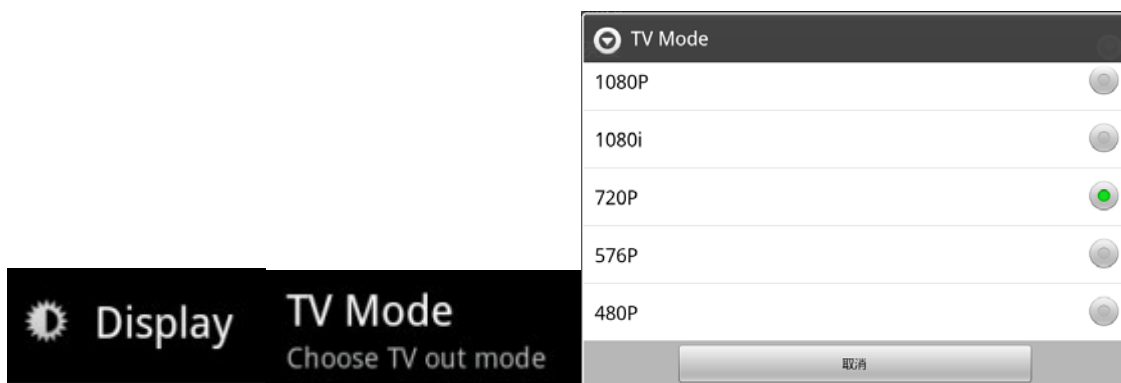 Display
TV Mode
Choose TV out mode
TV Mode
1080P
1080i
720P
576P
480P
取消